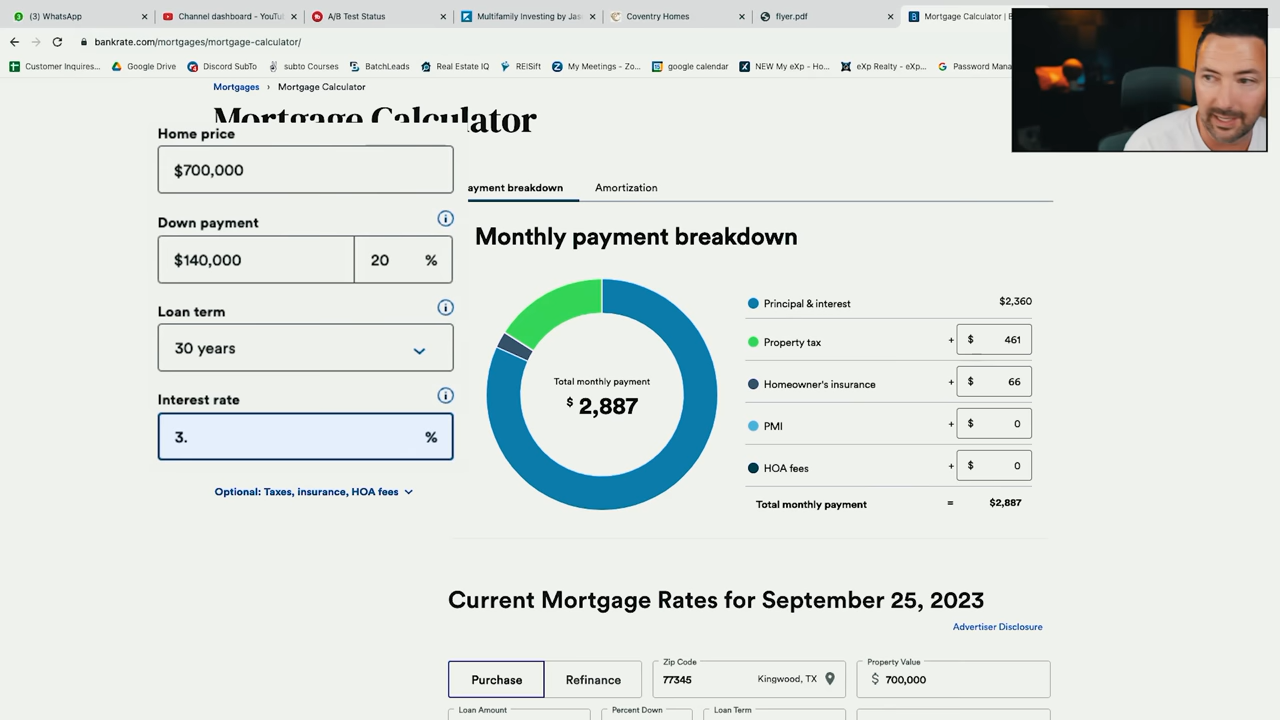 (3) WhatsApp
Channel dashboard - YouTu
A/B Test Status
Multifamily Investing by Jas
Coventry Homes
flyer.pdf
Mortgage Calculator | B
bankrate.com/mortgages/mortgage-calculator/
Customer Inquires...
Google Drive
Discord SubTo
subto Courses
BatchLeads
Real Estate IQ
REISift
My Meetings - Zo...
google calendar
NEW My eXp - Ho...
eXp Realty - eXp...
Password Mana
Mortgages > Mortgage Calculator
Mortgage Calculator
Home price
$700,000
Down payment
$140,000 20 %
Loan term
30 years
Interest rate
3. %
Optional: Taxes, insurance, HOA fees
ayment breakdown Amortization
Monthly payment breakdown
Total monthly payment
$ 2,887
Principal & interest $2,360
Property tax + $ 461
Homeowner's insurance + $ 66
PMI + $ 0
HOA fees + $ 0
Total monthly payment = $2,887
Current Mortgage Rates for September 25, 2023
Advertiser Disclosure
Purchase Refinance
Zip Code
77345 Kingwood, TX
Property Value
$ 700,000
Loan Amount Percent Down Loan Term